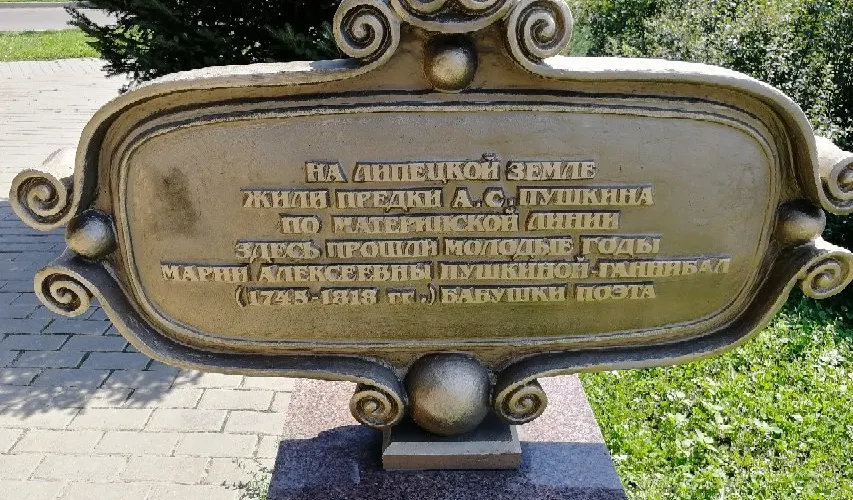 НА ЛИПЕЦКОЙ ЗЕМЛЕ
ЖИЛИ ПРЕДКИ А.С. ПУШКИНА
ПО МАТЕРИНСКОЙ ЛИНИИ
ЗДЕСЬ ПРОШЛИ МОЛОДЫЕ ГОДЫ
МАРИИ АЛЕКСЕЕВНЫ ПУШКИНОЙ-ГАННИБАЛ
(1745-1818 гг.) БАБУШКИ ПОЭТА